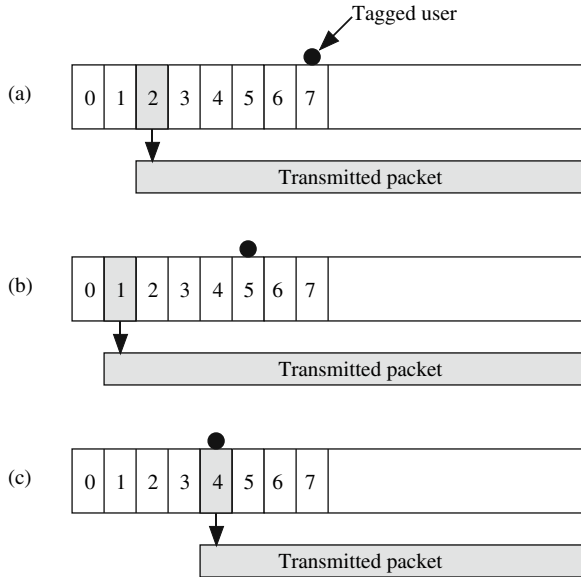 Tagged user
(a)
0 1 2 3 4 5 6 7
Transmitted packet
(b)
0 1 2 3 4 5 6 7
Transmitted packet
(c)
0 1 2 3 4 5 6 7
Transmitted packet